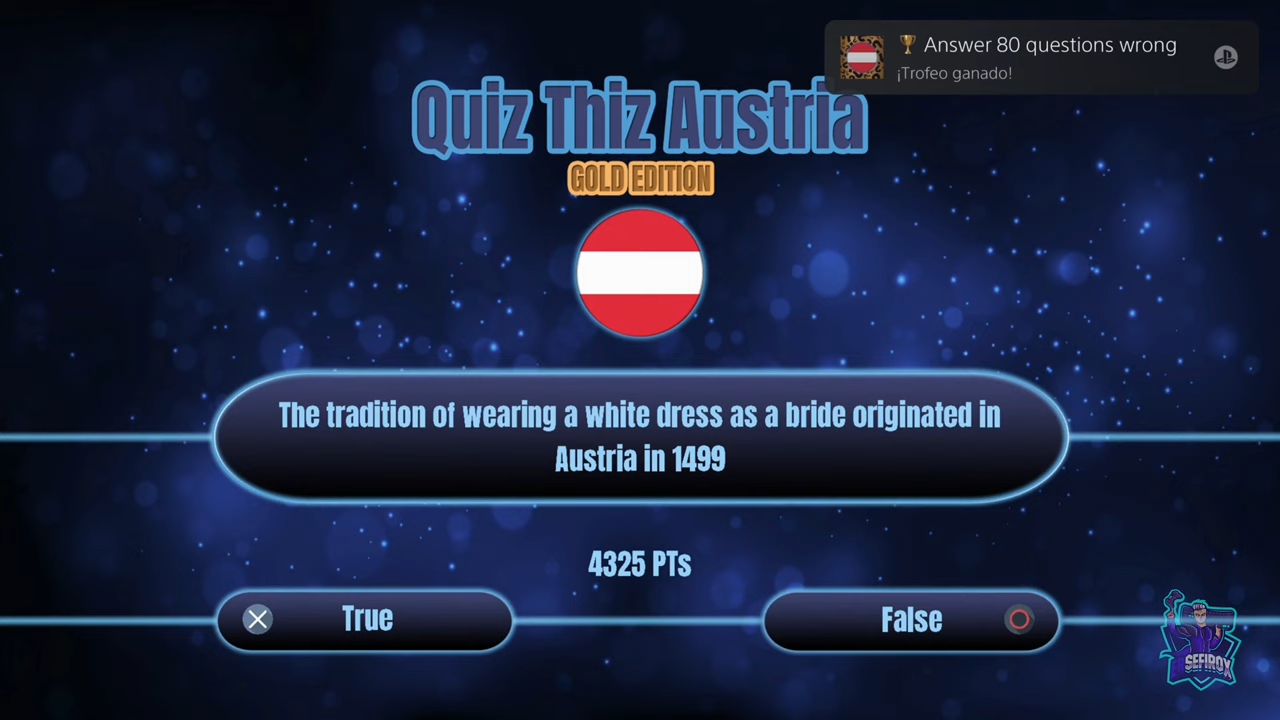 Answer 80 questions wrong
¡Trofeo ganado!
Quiz Thiz Austria
GOLD EDITION
The tradition of wearing a white dress as a bride originated in
Austria in 1499
4325 PTs
True
False
SEFIROX